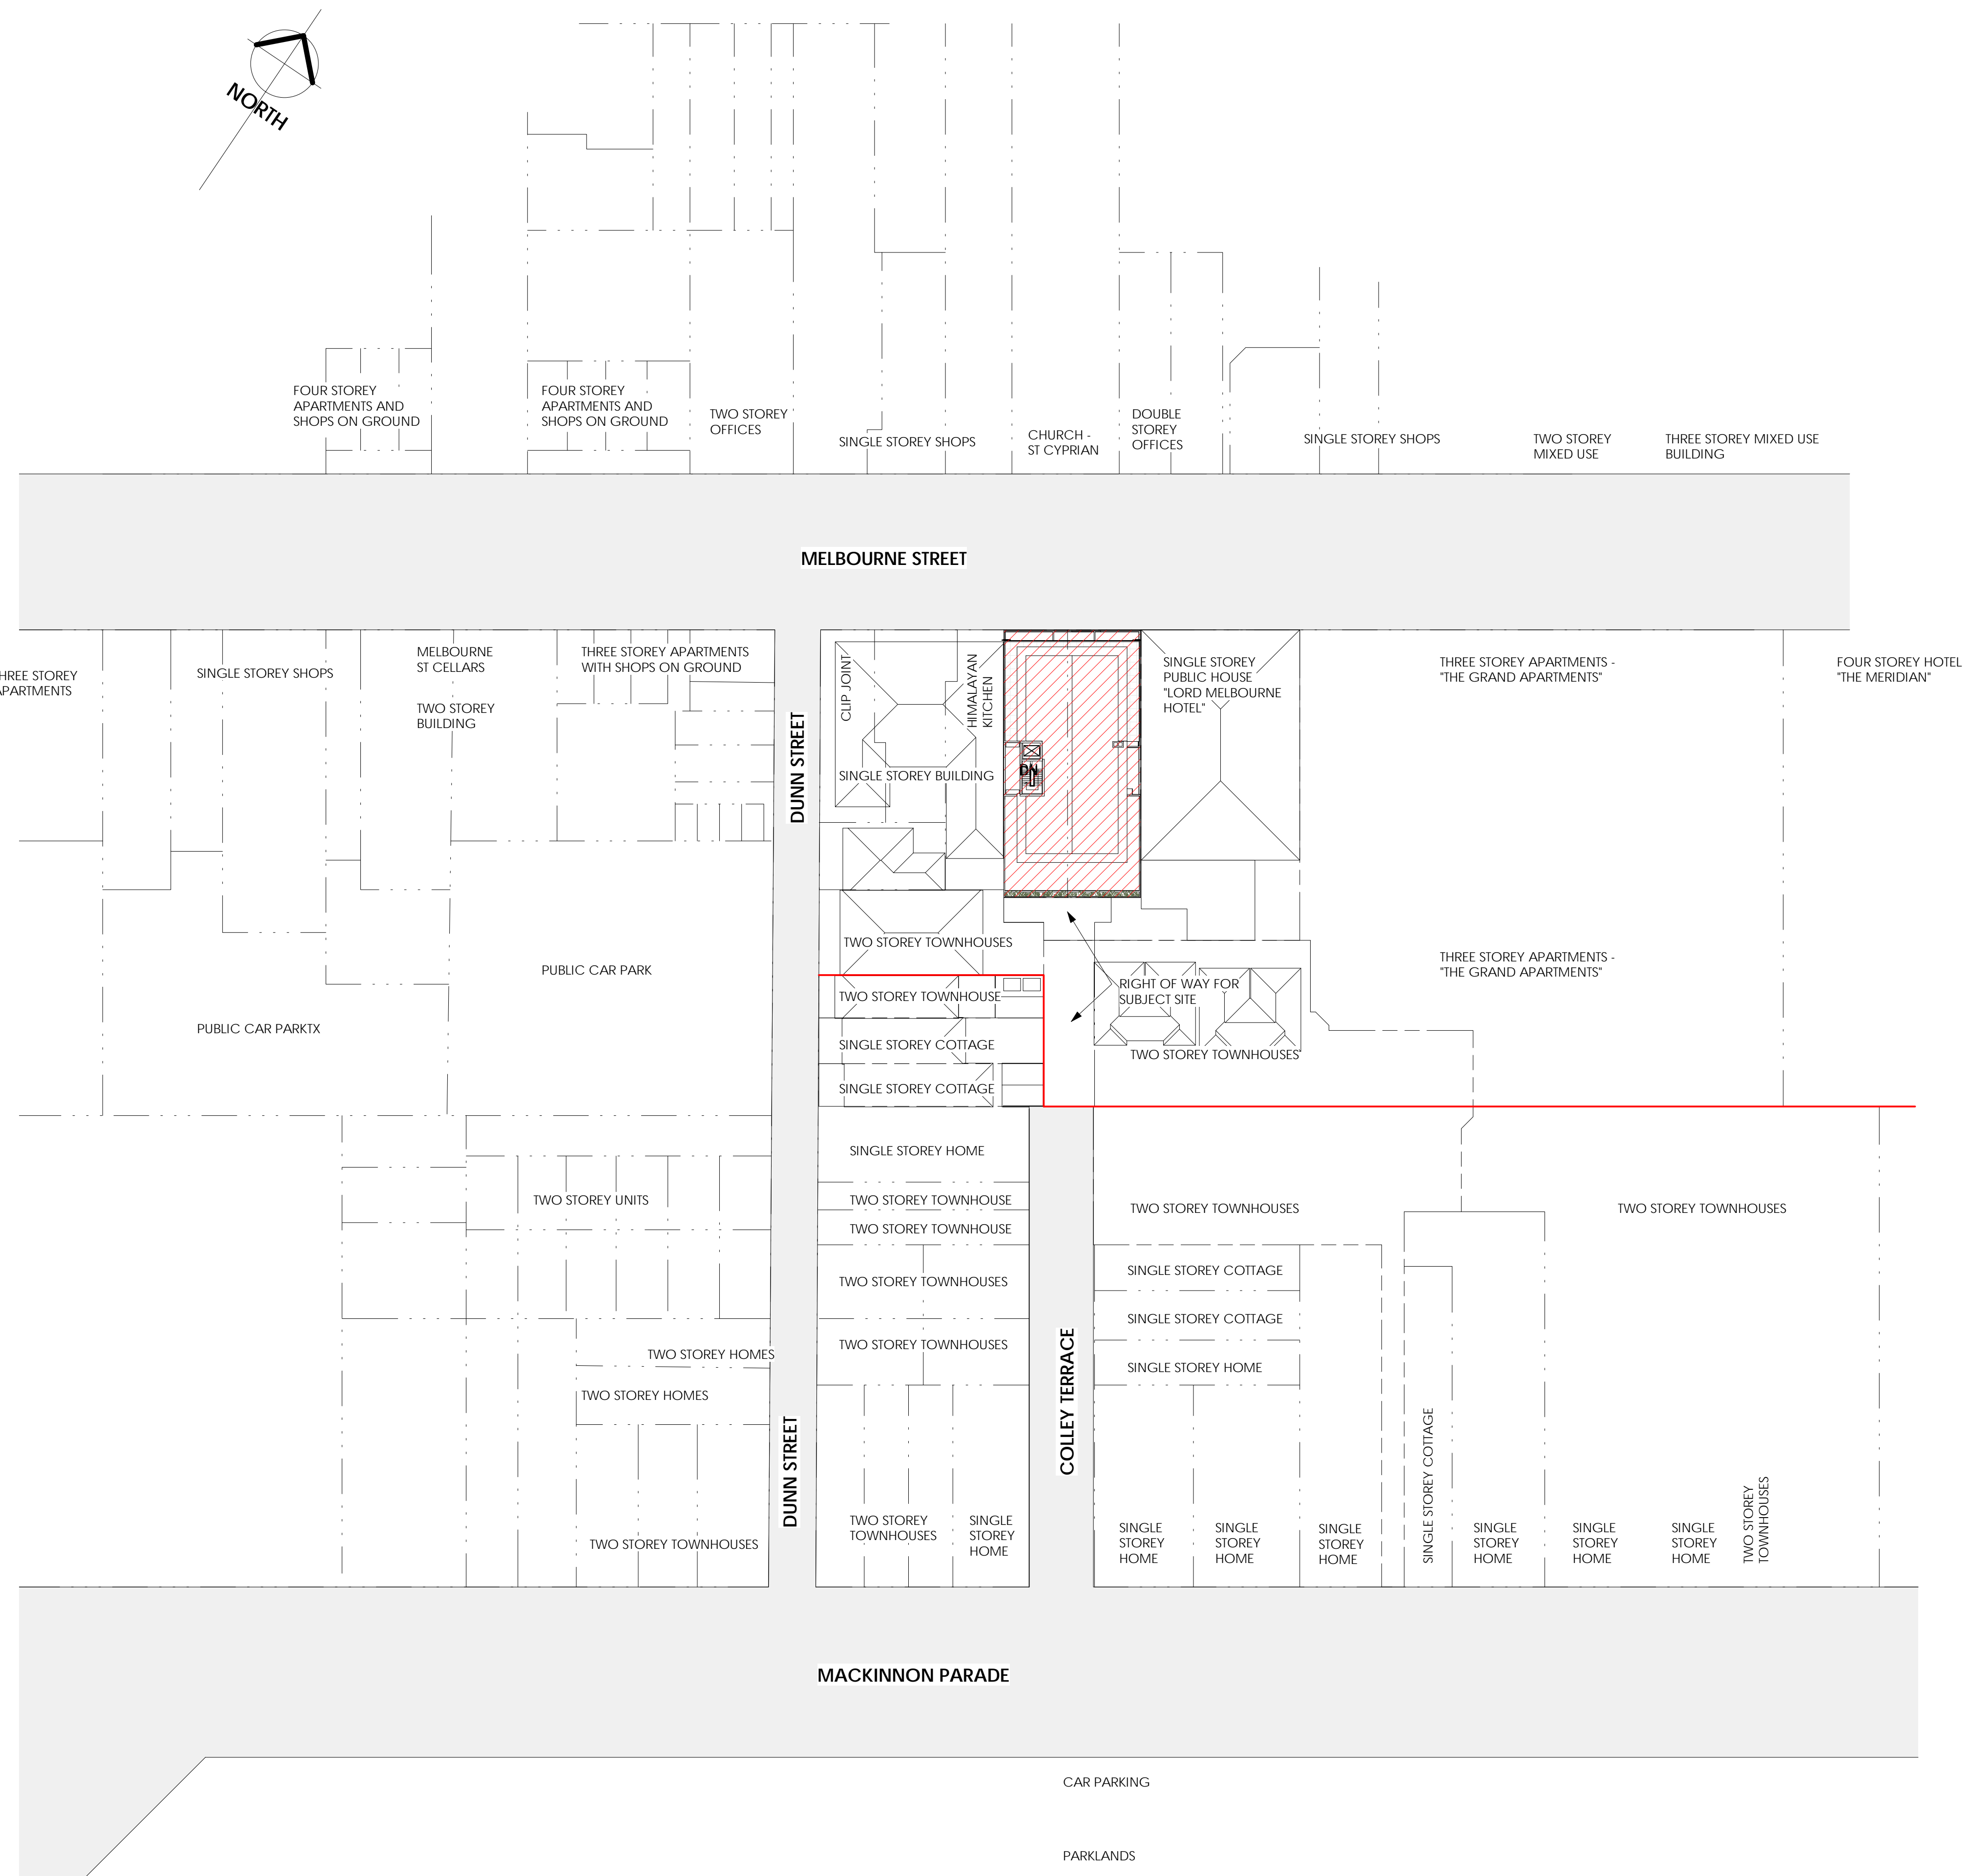 NORTH
FOUR STOREY
APARTMENTS AND
SHOPS ON GROUND
FOUR STOREY
APARTMENTS AND
SHOPS ON GROUND
TWO STOREY
OFFICES
SINGLE STOREY SHOPS
CHURCH -
ST CYPRIAN
DOUBLE
STOREY
OFFICES
SINGLE STOREY SHOPS
TWO STOREY
MIXED USE
THREE STOREY MIXED USE
BUILDING
MELBOURNE STREET
HREE STOREY
APARTMENTS
SINGLE STOREY SHOPS
MELBOURNE
ST CELLARS
TWO STOREY
BUILDING
THREE STOREY APARTMENTS
WITH SHOPS ON GROUND
DUNN STREET
CLIP JOINT
HIMALAYAN
KITCHEN
SINGLE STOREY BUILDING
DN
SINGLE STOREY
PUBLIC HOUSE
"LORD MELBOURNE
HOTEL"
THREE STOREY APARTMENTS -
"THE GRAND APARTMENTS"
FOUR STOREY HOTEL
"THE MERIDIAN"
TWO STOREY TOWNHOUSES
PUBLIC CAR PARK
THREE STOREY APARTMENTS -
"THE GRAND APARTMENTS"
TWO STOREY TOWNHOUSE
RIGHT OF WAY FOR
SUBJECT SITE
PUBLIC CAR PARKTX
SINGLE STOREY COTTAGE
TWO STOREY TOWNHOUSES
SINGLE STOREY COTTAGE
SINGLE STOREY HOME
TWO STOREY UNITS
TWO STOREY TOWNHOUSE
TWO STOREY TOWNHOUSES
TWO STOREY TOWNHOUSES
TWO STOREY TOWNHOUSE
TWO STOREY TOWNHOUSES
SINGLE STOREY COTTAGE
SINGLE STOREY COTTAGE
TWO STOREY TOWNHOUSES
TWO STOREY HOMES
SINGLE STOREY HOME
TWO STOREY HOMES
COLLEY TERRACE
DUNN STREET
TWO STOREY TOWNHOUSES
TWO STOREY
TOWNHOUSES
SINGLE
STOREY
HOME
SINGLE
STOREY
HOME
SINGLE
STOREY
HOME
SINGLE
STOREY
HOME
SINGLE STOREY COTTAGE
SINGLE
STOREY
HOME
SINGLE
STOREY
HOME
SINGLE
STOREY
HOME
TWO STOREY
TOWNHOUSES
MACKINNON PARADE
CAR PARKING
PARKLANDS